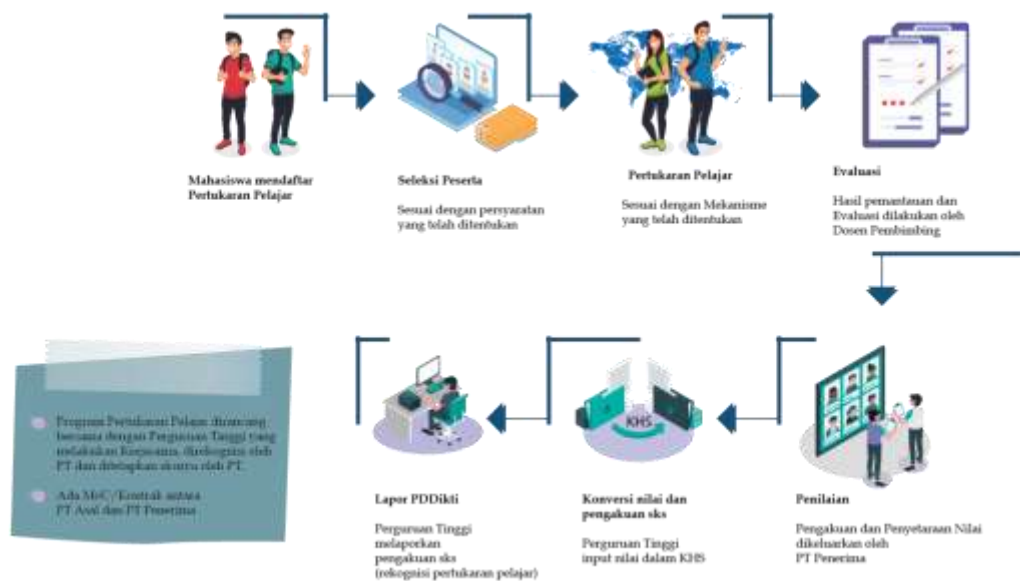 Mahasiswa mendaftar
Pertukaran Pelajar
Seleksi Peserta
Sesuai dengan persyaratan
yang telah ditentukan
Pertukaran Pelajar
Sesuai dengan Mekanisme
yang telah ditentukan
Evaluasi
Hasil pemantauan dan
Evaluasi dilakukan oleh
Dosen Pembimbing
Program Pertukaran Pelajar dirancang
bersama dengan Perguruan Tinggi yang
melakukan Kerjasama, direkognisi oleh
PT dan ditetapkan oleh PT.
Ada MoU/Kontrak antara
PT Asal dan PT Penerima
Lapor PDDikti
Perguruan Tinggi
melaporkan
pengakuan sks
(rekognisi pertukaran pelajar)
KHS
Konversi nilai dan
pengakuan sks
Perguruan Tinggi
input nilai dalam KHS
Penilaian
Pengakuan dan Penyetaraan Nilai
dikeluarkan oleh
PT Penerima